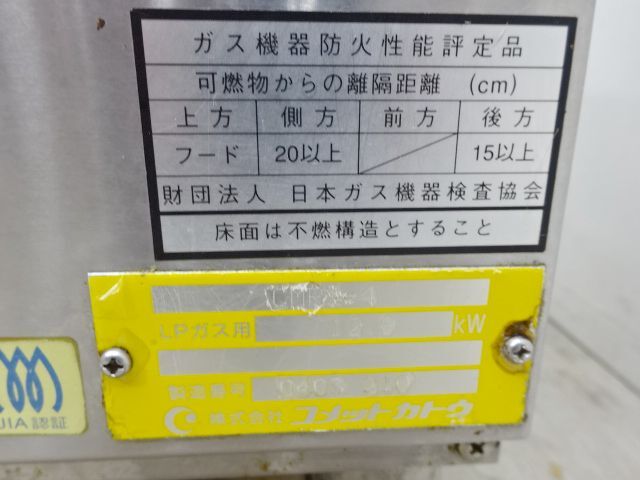 ガス機器防火性能評定品
可燃物からの離隔距離 (cm)
上方 側方 前方 後方
フード 20以上 15以上
財団法人 日本ガス機器検査協会
床面は不燃構造とすること
LPガス用 kW
製造番号
株式会社 コメットカトウ
JIA認証